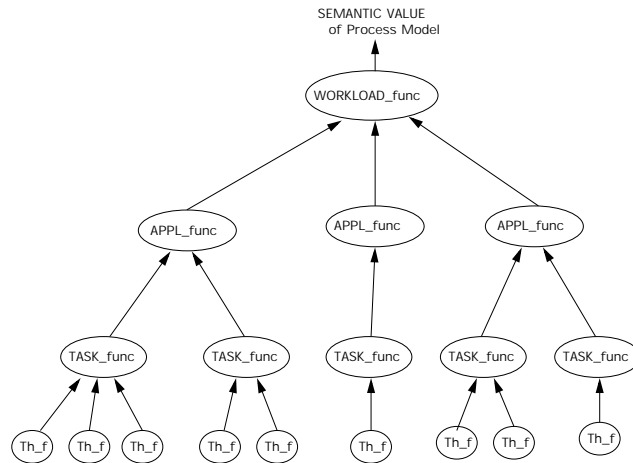 SEMANTIC VALUE
of Process Model
WORKLOAD_func
APPL_func
APPL_func
APPL_func
TASK_func
TASK_func
TASK_func
TASK_func
TASK_func
Th_f
Th_f
Th_f
Th_f
Th_f
Th_f
Th_f
Th_f
Th_f